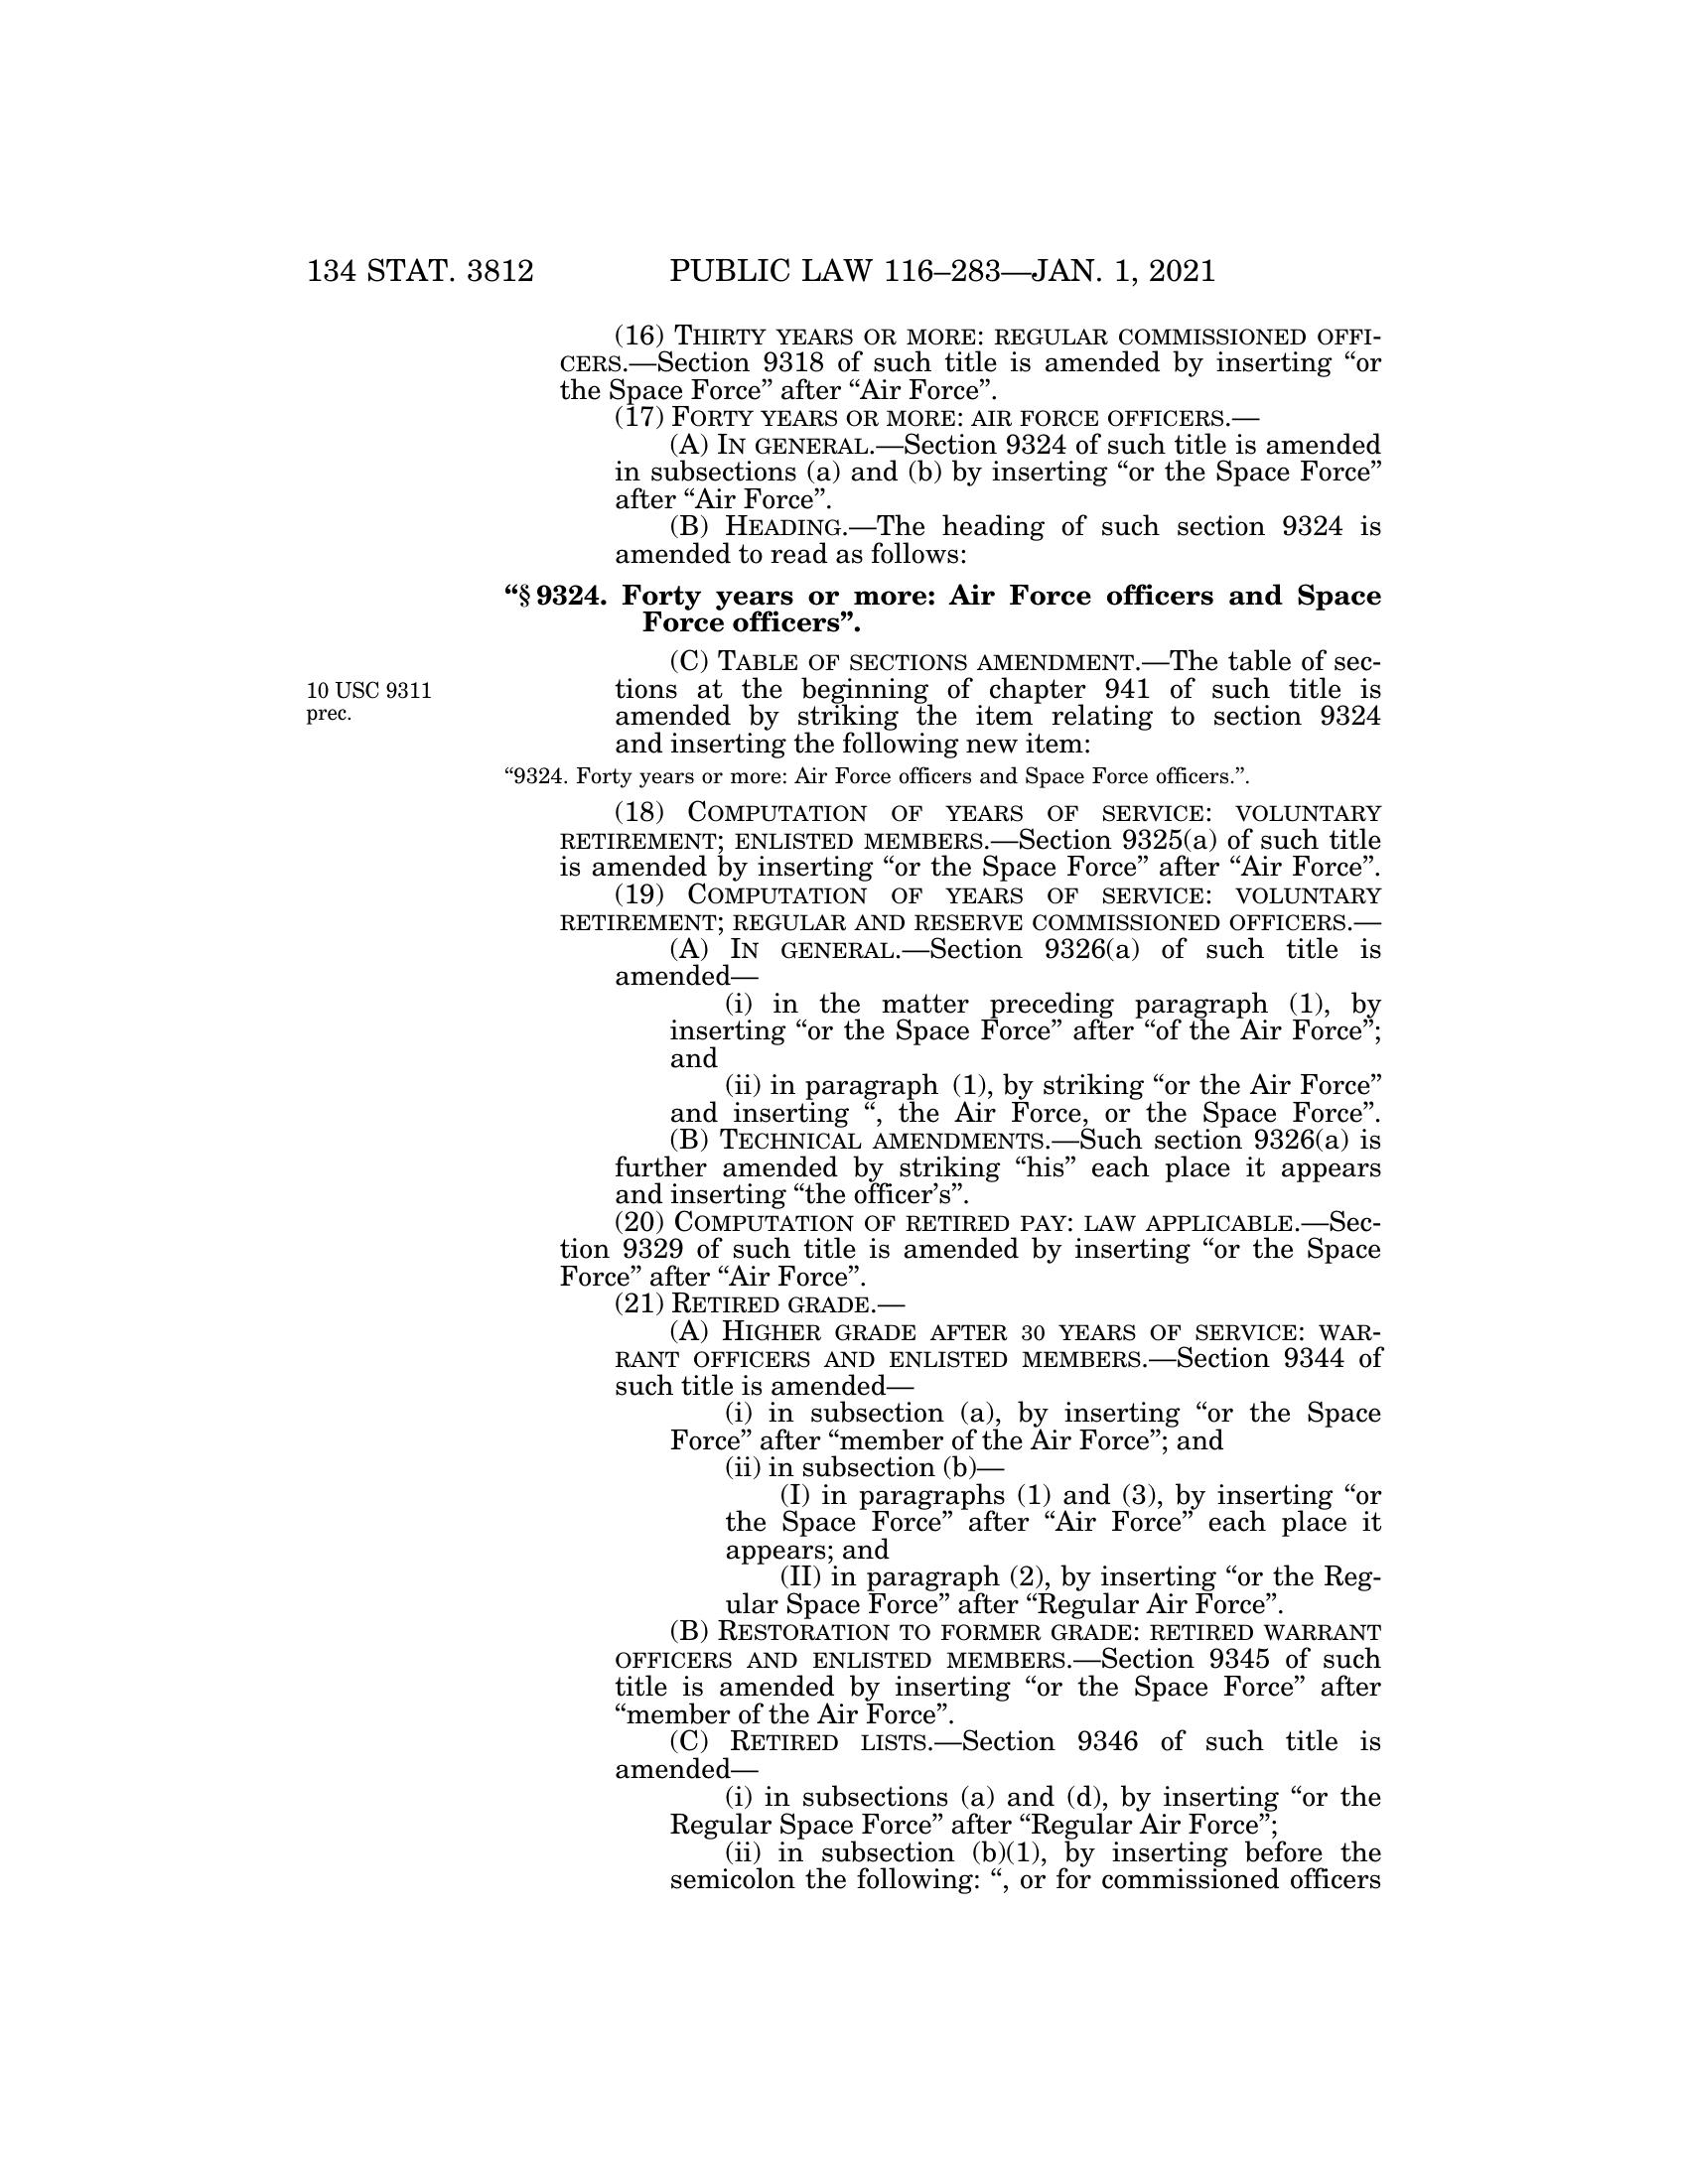 134 STAT. 3812 PUBLIC LAW 116–283—JAN. 1, 2021
(16) THIRTY YEARS OR MORE: REGULAR COMMISSIONED OFFI-
CERS.—Section 9318 of such title is amended by inserting “or
the Space Force” after “Air Force”.
(17) FORTY YEARS OR MORE: AIR FORCE OFFICERS.—
(A) IN GENERAL.—Section 9324 of such title is amended
in subsections (a) and (b) by inserting “or the Space Force”
after “Air Force”.
(B) HEADING.—The heading of such section 9324 is
amended to read as follows:
“§ 9324. Forty years or more: Air Force officers and Space
Force officers”.
(C) TABLE OF SECTIONS AMENDMENT.—The table of sec-
tions at the beginning of chapter 941 of such title is
amended by striking the item relating to section 9324
and inserting the following new item:
10 USC 9311
prec.
“9324. Forty years or more: Air Force officers and Space Force officers.”.
(18) COMPUTATION OF YEARS OF SERVICE: VOLUNTARY
RETIREMENT; ENLISTED MEMBERS.—Section 9325(a) of such title
is amended by inserting “or the Space Force” after “Air Force”.
(19) COMPUTATION OF YEARS OF SERVICE: VOLUNTARY
RETIREMENT; REGULAR AND RESERVE COMMISSIONED OFFICERS.—
(A) IN GENERAL.—Section 9326(a) of such title is
amended—
(i) in the matter preceding paragraph (1), by
inserting “or the Space Force” after “of the Air Force”;
and
(ii) in paragraph (1), by striking “or the Air Force”
and inserting “, the Air Force, or the Space Force”.
(B) TECHNICAL AMENDMENTS.—Such section 9326(a) is
further amended by striking “his” each place it appears
and inserting “the officer’s”.
(20) COMPUTATION OF RETIRED PAY: LAW APPLICABLE.—Sec-
tion 9329 of such title is amended by inserting “or the Space
Force” after “Air Force”.
(21) RETIRED GRADE.—
(A) HIGHER GRADE AFTER 30 YEARS OF SERVICE: WAR-
RANT OFFICERS AND ENLISTED MEMBERS.—Section 9344 of
such title is amended—
(i) in subsection (a), by inserting “or the Space
Force” after “member of the Air Force”; and
(ii) in subsection (b)—
(I) in paragraphs (1) and (3), by inserting “or
the Space Force” after “Air Force” each place it
appears; and
(II) in paragraph (2), by inserting “or the Reg-
ular Space Force” after “Regular Air Force”.
(B) RESTORATION TO FORMER GRADE: RETIRED WARRANT
OFFICERS AND ENLISTED MEMBERS.—Section 9345 of such
title is amended by inserting “or the Space Force” after
“member of the Air Force”.
(C) RETIRED LISTS.—Section 9346 of such title is
amended—
(i) in subsections (a) and (d), by inserting “or the
Regular Space Force” after “Regular Air Force”;
(ii) in subsection (b)(1), by inserting before the
semicolon the following: “, or for commissioned officers